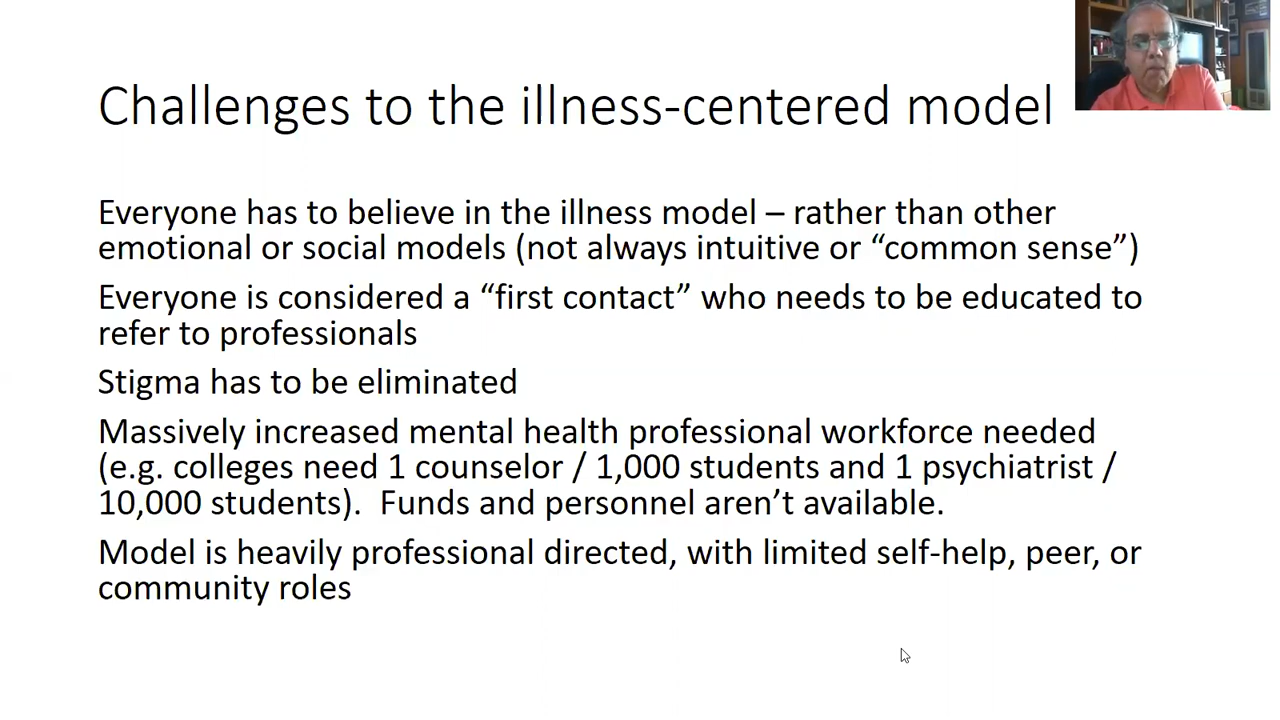 Challenges to the illness-centered model
Everyone has to believe in the illness model – rather than other
emotional or social models (not always intuitive or “common sense”)
Everyone is considered a “first contact” who needs to be educated to
refer to professionals
Stigma has to be eliminated
Massively increased mental health professional workforce needed
(e.g. colleges need 1 counselor / 1,000 students and 1 psychiatrist /
10,000 students).  Funds and personnel aren’t available.
Model is heavily professional directed, with limited self-help, peer, or
community roles